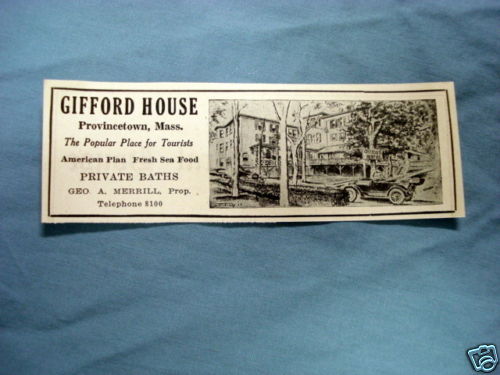 GIFFORD HOUSE
Provincetown, Mass.
The Popular Place for Tourists
American Plan Fresh Sea Food
PRIVATE BATHS
GEO. A. MERRILL, Prop.
Telephone 8100